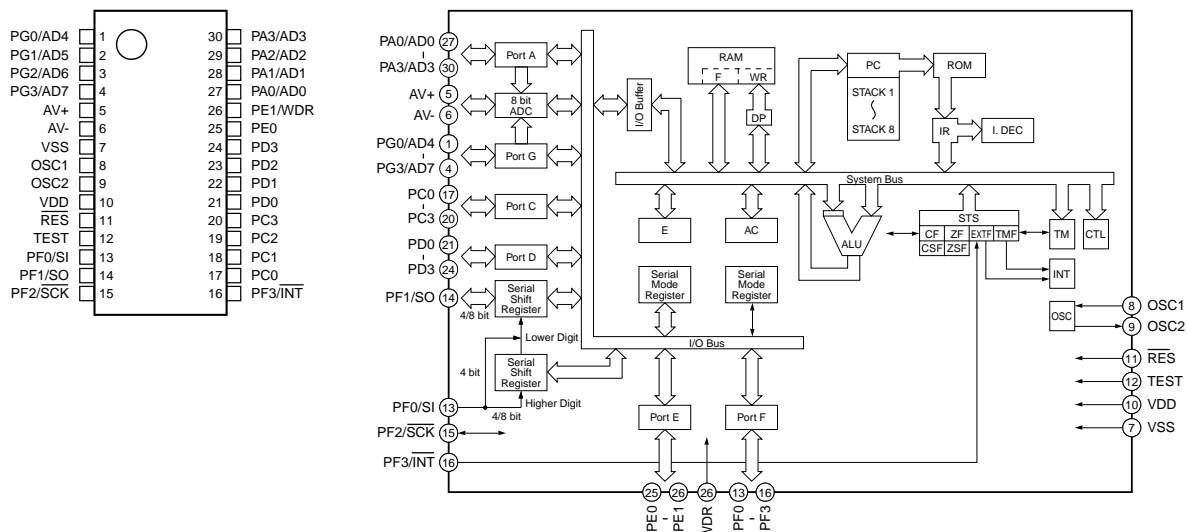 PG0/AD4 1 30 PA3/AD3
PG1/AD5 2 29 PA2/AD2
PG2/AD6 3 28 PA1/AD1
PG3/AD7 4 27 PA0/AD0
AV+ 5 26 PE1/WDR
AV- 6 25 PE0
VSS 7 24 PD3
OSC1 8 23 PD2
OSC2 9 22 PD1
VDD 10 21 PD0
RES 11 20 PC3
TEST 12 19 PC2
PF0/SI 13 18 PC1
PF1/SO 14 17 PC0
PF2/SCK 15 16 PF3/INT
PA0/AD0 27
-
PA3/AD3 30
Port A
AV+ 5
AV- 6
8 bit
ADC
PG0/AD4 1
-
PG3/AD7 4
Port G
PC0 17
-
PC3 20
Port C
PD0 21
-
PD3 24
Port D
PF1/SO 14
4/8 bit
Serial
Shift
Register
Lower Digit
4 bit
Serial
Shift
Register
Higher Digit
PF0/SI 13
4/8 bit
PF2/SCK 15
PF3/INT 16
I/O Buffer
RAM
F WR
DP
PC
STACK 1
STACK 8
ROM
IR
I. DEC
System Bus
E
AC
ALU
STS
CF ZF EXTF TMF
CSF ZSF
TM
CTL
INT
OSC
Serial
Mode
Register
Serial
Mode
Register
I/O Bus
Port E
Port F
8 OSC1
9 OSC2
11 RES
12 TEST
10 VDD
7 VSS
25 26 26 13 16
PE0 - PE1 WDR PF0 - PF3